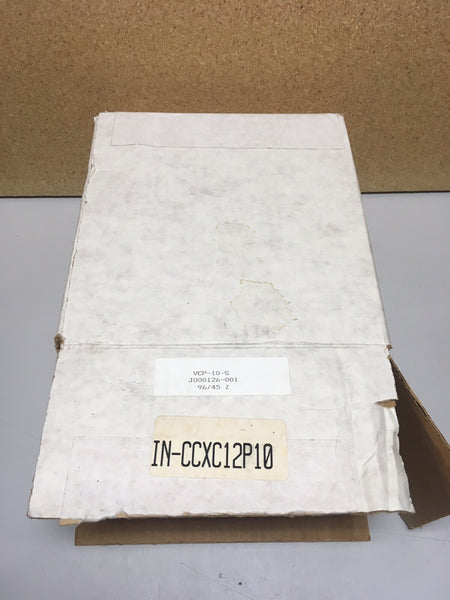 VCP-10-S
J000126-001
96/45 Z
IN-CCXC12P10